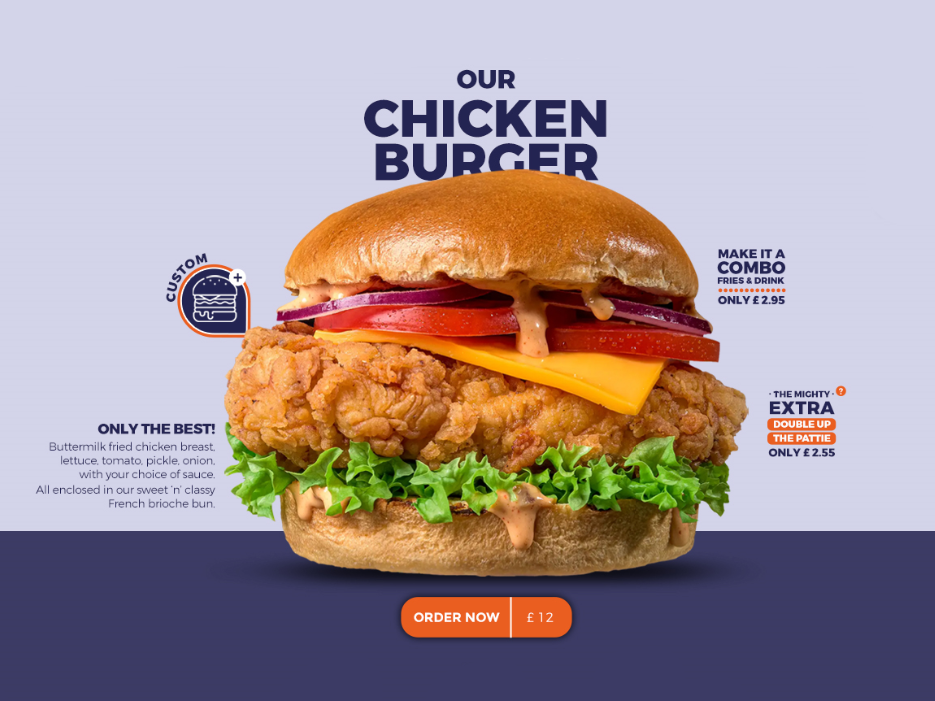 OUR
CHICKEN
BURGER
CUSTOM
MAKE IT A
COMBO
FRIES & DRINK
ONLY £ 2.95
· THE MIGHTY · ?
EXTRA
DOUBLE UP
THE PATTIE
ONLY £ 2.55
ONLY THE BEST!
Buttermilk fried chicken breast,
lettuce, tomato, pickle, onion,
with your choice of sauce.
All enclosed in our sweet 'n' classy
French brioche bun.
ORDER NOW £ 12